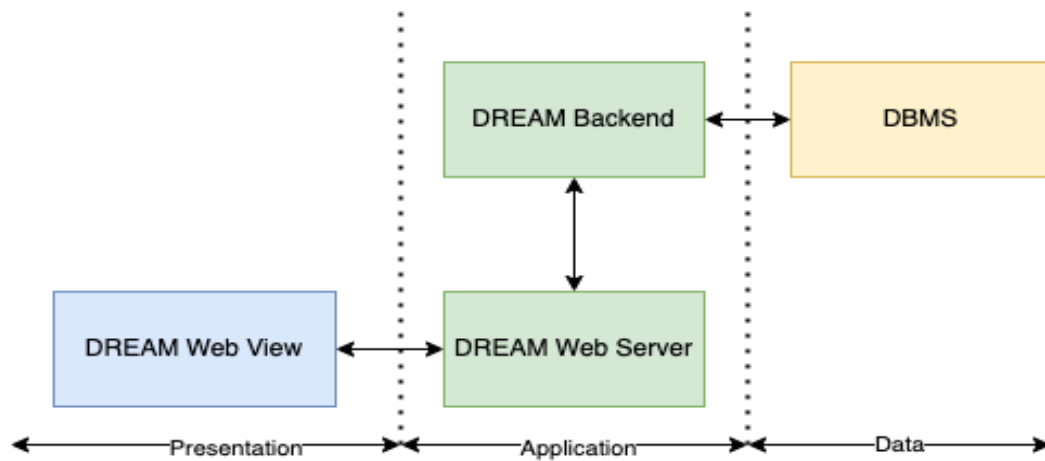 DREAM Backend
DBMS
DREAM Web View
DREAM Web Server
Presentation
Application
Data